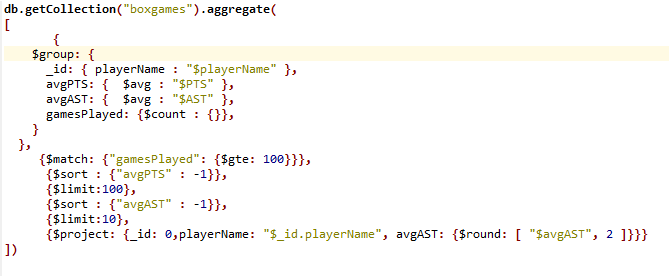 db.getCollection("boxgames").aggregate(
[
{
$group: {
_id: { playerName : "$playerName" },
avgPTS: {  $avg : "$PTS" },
avgAST: {  $avg : "$AST" },
gamesPlayed: {$count : {}},
}
},
{$match: {"gamesPlayed": {$gte: 100}}},
{$sort : {"avgPTS" : -1}},
{$limit:100},
{$sort : {"avgAST" : -1}},
{$limit:10},
{$project: {_id: 0,playerName: "$_id.playerName", avgAST: {$round: [ "$avgAST", 2 ]}}}
])